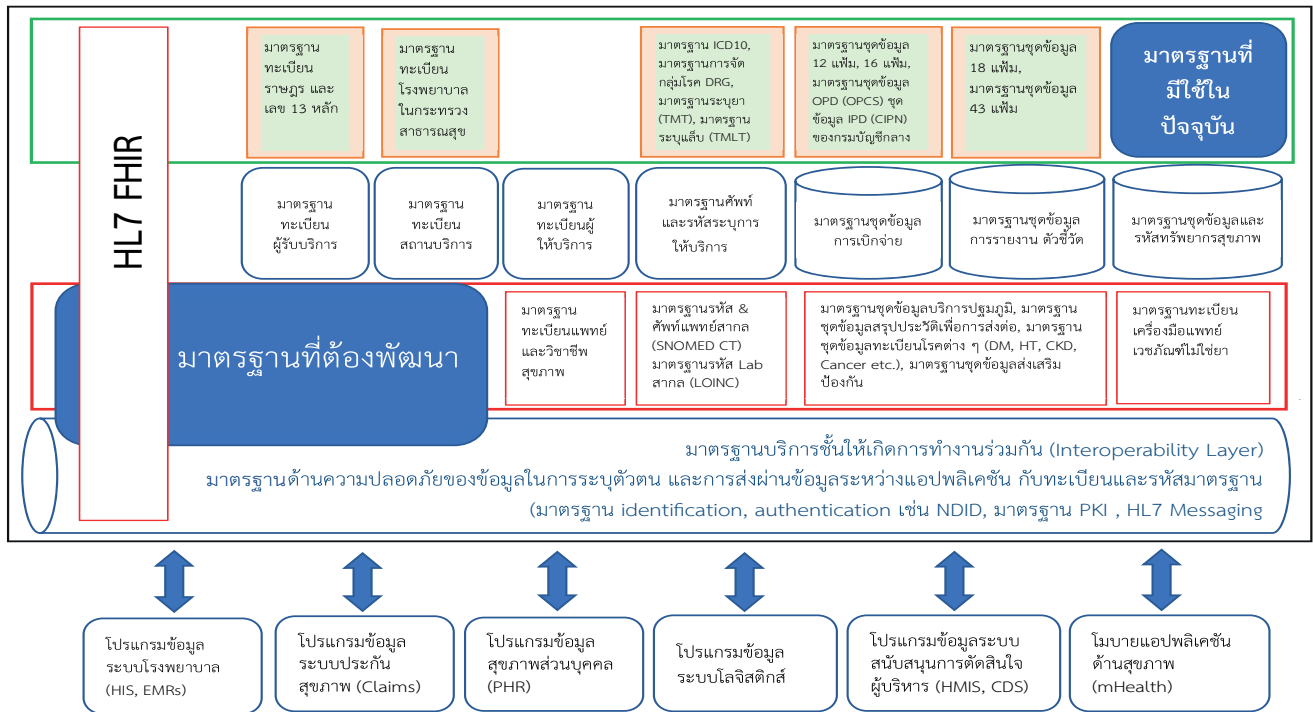 HL7 FHIR
มาตรฐาน
ทะเบียน
ราษฎร และ
เลข 13 หลัก
มาตรฐาน
ทะเบียน
โรงพยาบาล
ในกระทรวง
สาธารณสุข
มาตรฐาน ICD10,
มาตรฐานการจัด
กลุ่มโรค DRG,
มาตรฐานระบุยา
(TMT), มาตรฐาน
ระบุแล็บ (TMLT)
มาตรฐานชุดข้อมูล
12 แฟ้ม, 16 แฟ้ม,
มาตรฐานชุดข้อมูล
OPD (OPCS) ชุด
ข้อมูล IPD (CIPN)
ของกรมบัญชีกลาง
มาตรฐานชุดข้อมูล
18 แฟ้ม,
มาตรฐานชุดข้อมูล
43 แฟ้ม
มาตรฐานที่
มีใช้ใน
ปัจจุบัน
มาตรฐาน
ทะเบียน
ผู้รับบริการ
มาตรฐาน
ทะเบียน
สถานบริการ
มาตรฐาน
ทะเบียนผู้
ให้บริการ
มาตรฐานศัพท์
และรหัสระบุการ
ให้บริการ
มาตรฐานชุดข้อมูล
การเบิกจ่าย
มาตรฐานชุดข้อมูล
การรายงาน ตัวชี้วัด
มาตรฐานชุดข้อมูลและ
รหัสทรัพยากรสุขภาพ
มาตรฐานที่ต้องพัฒนา
มาตรฐาน
ทะเบียนแพทย์
และวิชาชีพ
สุขภาพ
มาตรฐานรหัส &
ศัพท์แพทย์สากล
(SNOMED CT)
มาตรฐานรหัส Lab
สากล (LOINC)
มาตรฐานชุดข้อมูลบริการปฐมภูมิ, มาตรฐาน
ชุดข้อมูลสรุปประวัติเพื่อการส่งต่อ, มาตรฐาน
ชุดข้อมูลทะเบียนโรคต่าง ๆ (DM, HT, CKD,
Cancer etc.), มาตรฐานชุดข้อมูลส่งเสริม
ป้องกัน
มาตรฐานทะเบียน
เครื่องมือแพทย์
เวชภัณฑ์ไม่ใช่ยา
มาตรฐานบริการชั้นให้เกิดการทำงานร่วมกัน (Interoperability Layer)
มาตรฐานด้านความปลอดภัยของข้อมูลในการระบุตัวตน และการส่งผ่านข้อมูลระหว่างแอปพลิเคชัน กับทะเบียนและรหัสมาตรฐาน
(มาตรฐาน identification, authentication เช่น NDID, มาตรฐาน PKI , HL7 Messaging
โปรแกรมข้อมูล
ระบบโรงพยาบาล
(HIS, EMRs)
โปรแกรมข้อมูล
ระบบประกัน
สุขภาพ (Claims)
โปรแกรมข้อมูล
สุขภาพส่วนบุคคล
(PHR)
โปรแกรมข้อมูล
ระบบโลจิสติกส์
โปรแกรมข้อมูลระบบ
สนับสนุนการตัดสินใจ
ผู้บริหาร (HMIS, CDS)
โมบายแอปพลิเคชัน
ด้านสุขภาพ
(mHealth)